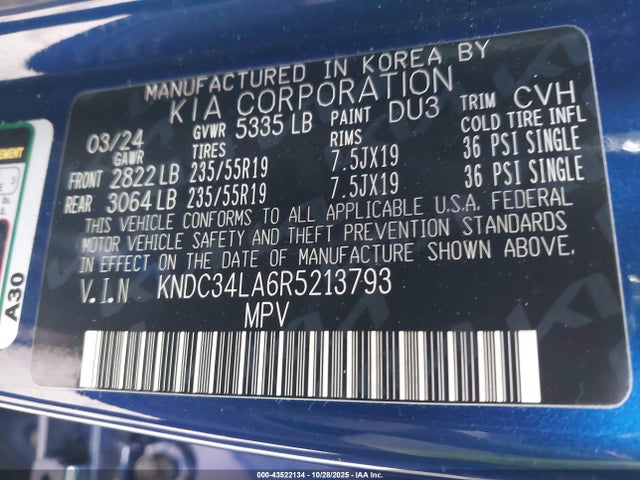 MANUFACTURED IN KOREA BY
KIA CORPORATION
03/24 GVWR 5335 LB PAINT DU3 TRIM CVH
GAWR TIRES RIMS COLD TIRE INFL
FRONT 2822 LB 235/55R19 7.5JX19 36 PSI SINGLE
REAR 3064 LB 235/55R19 7.5JX19 36 PSI SINGLE
THIS VEHICLE CONFORMS TO ALL APPLICABLE U.S.A. FEDERAL
MOTOR VEHICLE SAFETY AND THEFT PREVENTION STANDARDS
IN EFFECT ON THE DATE OF MANUFACTURE SHOWN ABOVE.
V.I.N KNDC34LA6R5213793
MPV
A30
000-43522134 - 10/28/2025 - IAA Inc.